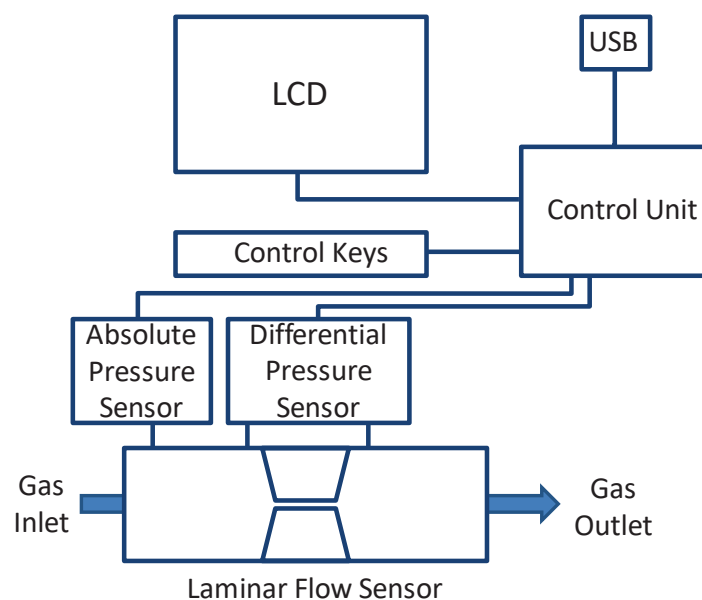 LCD
USB
Control Unit
Control Keys
Absolute
Pressure
Sensor
Differential
Pressure
Sensor
Gas
Inlet
Gas
Outlet
Laminar Flow Sensor